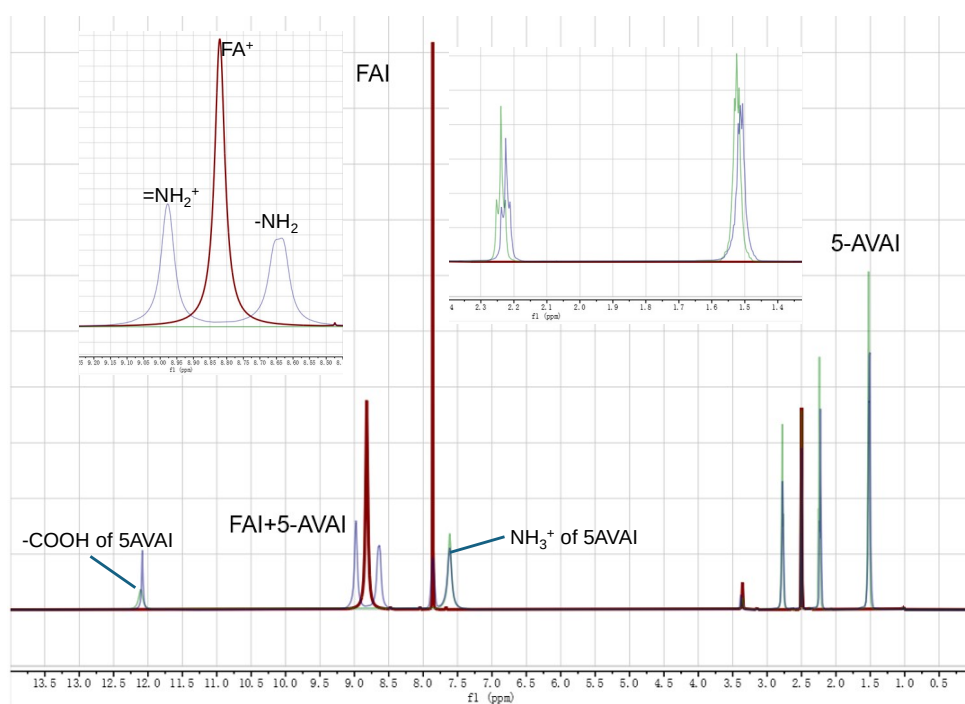 FA⁺
=NH₂⁺
-NH₂
9.20 9.15 9.10 9.05 9.00 8.95 8.90 8.85 8.80 8.75 8.70 8.65 8.60 8.55 8.50
f1 (ppm)
FAI
2.3 2.2 2.1 2.0 1.9 1.8 1.7 1.6 1.5 1.4
f1 (ppm)
5-AVAI
FAI+5-AVAI
-COOH of 5AVAI
NH₃⁺ of 5AVAI
13.5 12.5 12.0 11.5 11.0 10.5 10.0 9.5 9.0 8.5 8.0 7.5 7.0 6.5 6.0 5.5 5.0 4.5 4.0 3.5 3.0 2.5 2.0 1.5 1.0 0.5
f1 (ppm)